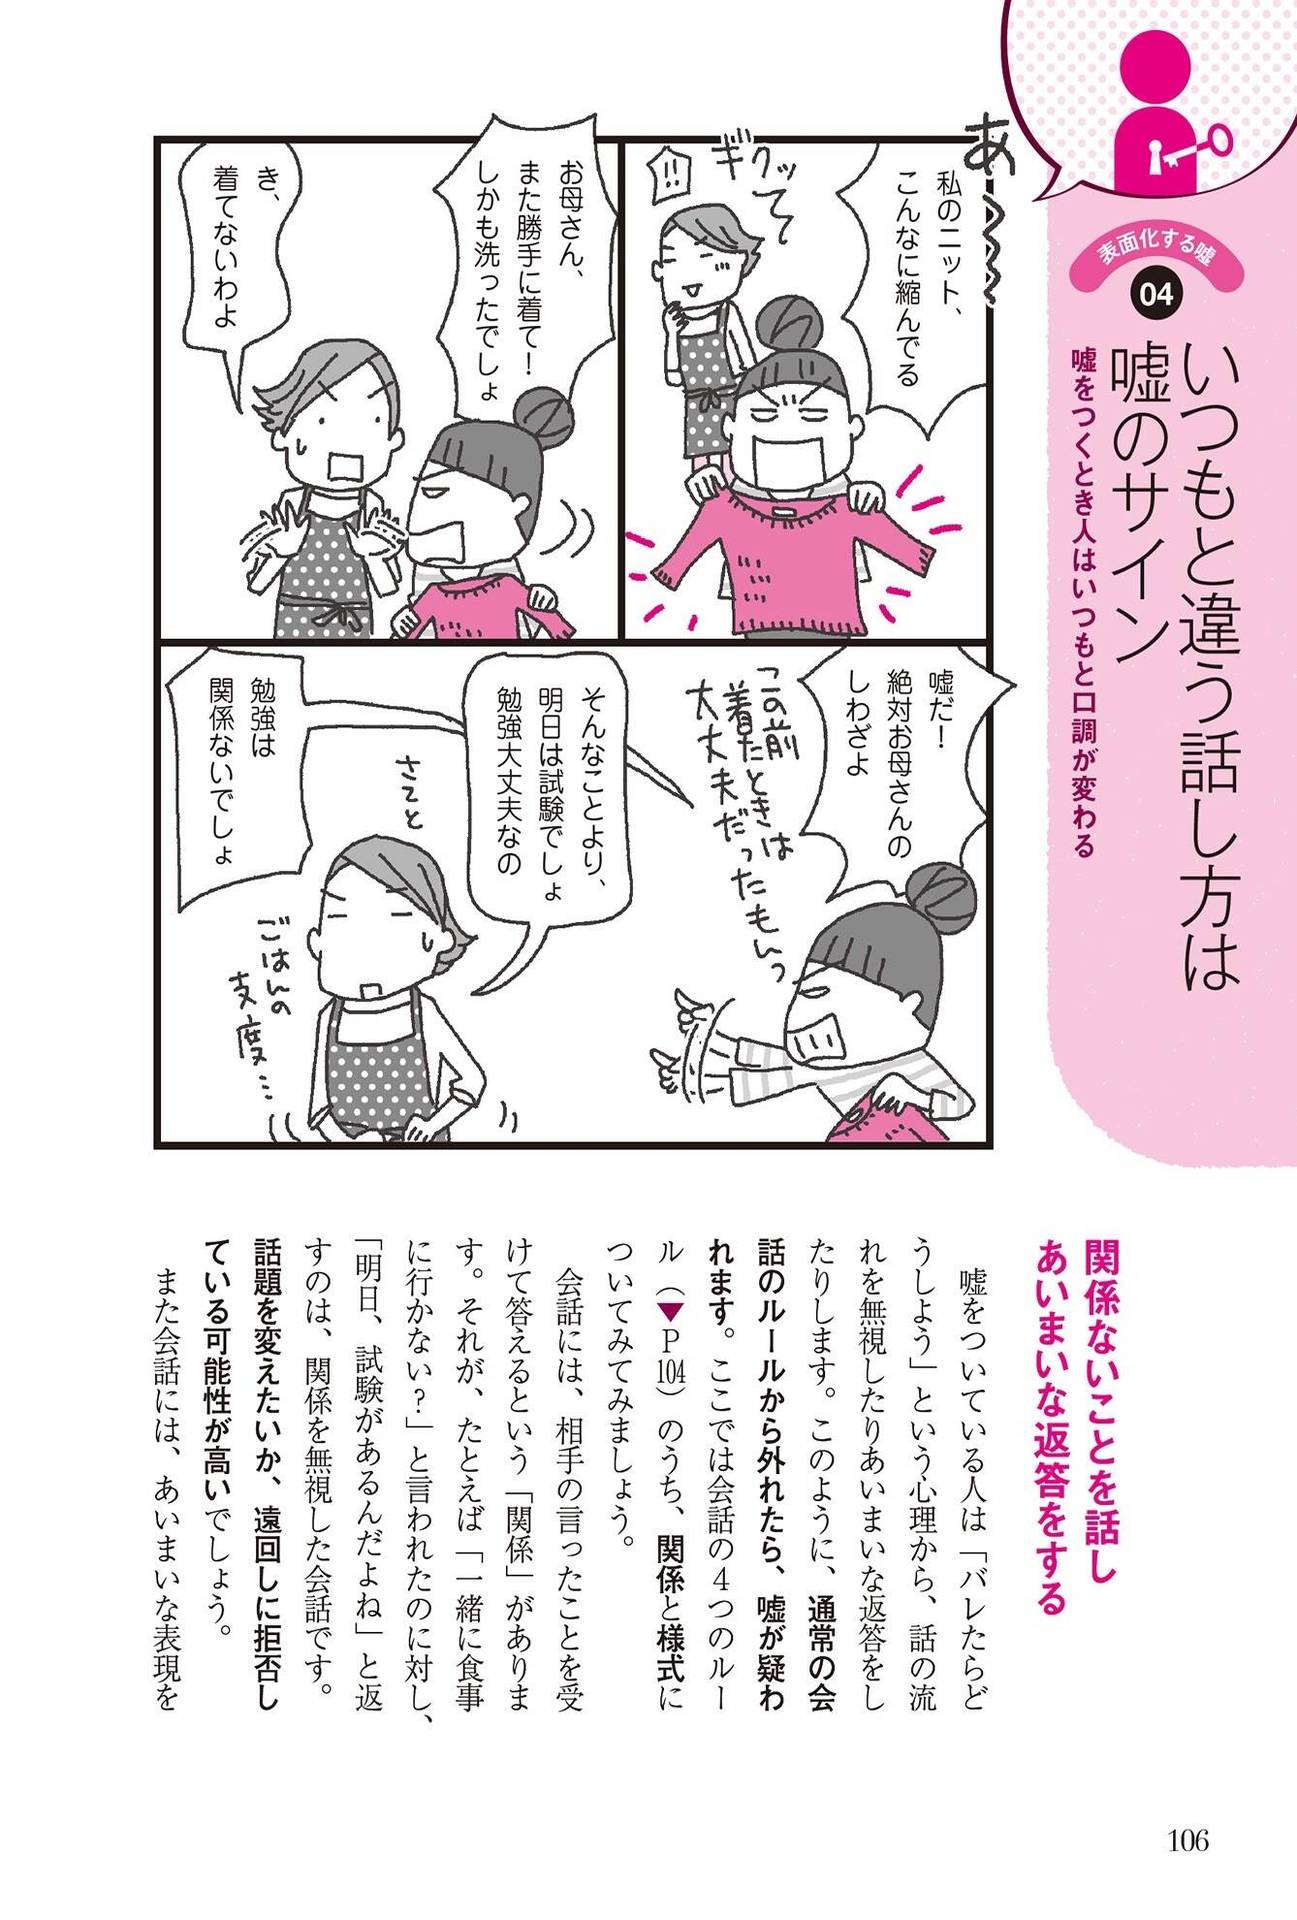 表面化する嘘
04
いつもと違う話し方は
嘘のサイン
嘘をつくとき人はいつもと口調が変わる
あ〜〜〜
私のニット、
こんなに縮んでる
ギクッて
!!
お母さん、
また勝手に着て！
しかも洗ったでしょ
き、
着てないわよ
嘘だ！
絶対お母さんの
しわざよ
この前
着たときは
大丈夫だったもんっ
そんなことより、
明日は試験でしょ
勉強大丈夫なの
勉強は
関係ないでしょ
さてと
ごはんの
支度…
関係ないことを話し
あいまいな返答をする
嘘をついている人は「バレたらど
うしよう」という心理から、話の流
れを無視したりあいまいな返答をし
たりします。このように、通常の会
話のルールから外れたら、嘘が疑わ
れます。ここでは会話の４つのルー
ル（▼P104）のうち、関係と様式に
ついてみてみましょう。
会話には、相手の言ったことを受
けて答えるという「関係」がありま
す。それが、たとえば「一緒に食事
に行かない？」と言われたのに対し、
「明日、試験があるんだよね」と返
すのは、関係を無視した会話です。
話題を変えたいか、遠回しに拒否し
ている可能性が高いでしょう。
また会話には、あいまいな表現を
106